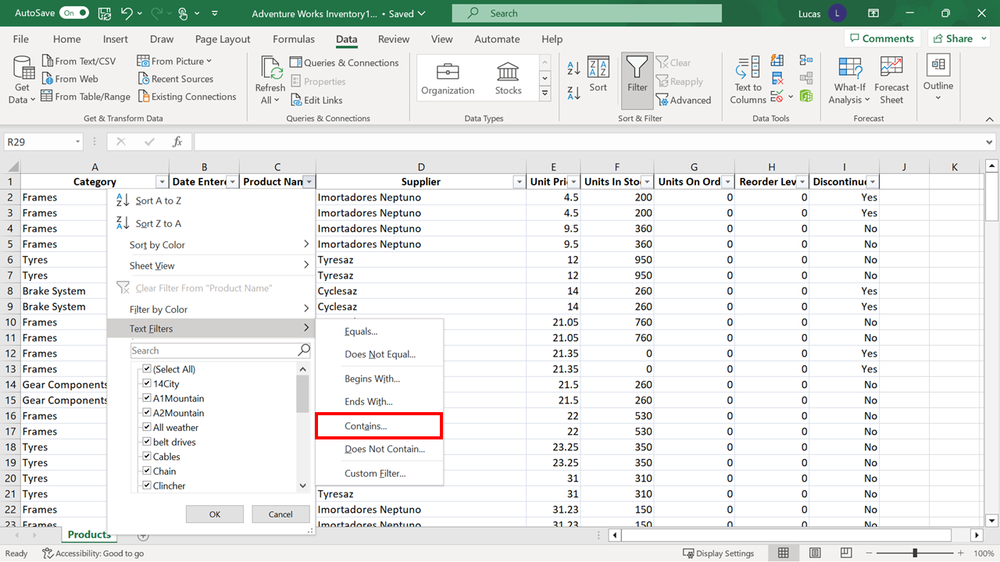 AutoSave On Adventure Works Inventory1... • Saved Search Lucas L
File Home Insert Draw Page Layout Formulas Data Review View Automate Help Comments Share
Get Data
From Text/CSV
From Web
From Table/Range
From Picture
Recent Sources
Existing Connections
Get & Transform Data
Refresh All
Queries & Connections
Properties
Edit Links
Queries & Connections
Organization
Stocks
Data Types
Sort
Filter
Clear
Reapply
Advanced
Sort & Filter
Text to Columns
Data Tools
What-If Analysis
Forecast Sheet
Forecast
Outline
R29 fx
A B C D E F G H I J K
1 Category Date Entere Product Nam Supplier Unit Pri Units In Sto Units On Ord Reorder Lev Discontinue
2 Frames Imortadores Neptuno 4.5 200 0 0 Yes
3 Frames Imortadores Neptuno 4.5 200 0 0 Yes
4 Frames Imortadores Neptuno 9.5 360 0 0 No
5 Frames Imortadores Neptuno 9.5 360 0 0 No
6 Tyres Tyresaz 12 950 0 0 No
7 Tyres Tyresaz 12 950 0 0 No
8 Brake System Cyclesaz 14 260 0 0 Yes
9 Brake System Cyclesaz 14 260 0 0 Yes
10 Frames 21.05 760 0 0 No
11 Frames 21.05 760 0 0 No
12 Frames 21.35 0 0 0 Yes
13 Frames 21.35 0 0 0 Yes
14 Gear Components 21.5 260 0 0 No
15 Gear Components 21.5 260 0 0 No
16 Frames 22 530 0 0 No
17 Frames 22 530 0 0 No
18 Tyres 23.25 350 0 0 No
19 Tyres 23.25 350 0 0 No
20 Tyres 31 310 0 0 No
21 Tyres Tyresaz 31 310 0 0 No
22 Frames Imortadores Neptuno 31.23 150 0 0 No
23 Frames Imortadores Neptuno 31.23 150 0 0 No
Sort A to Z
Sort Z to A
Sort by Color
Sheet View
Clear Filter From "Product Name"
Filter by Color
Text Filters
Search
(Select All)
14City
A1Mountain
A2Mountain
All weather
belt drives
Cables
Chain
Clincher
OK Cancel
Equals...
Does Not Equal...
Begins With...
Ends With...
Contains...
Does Not Contain...
Custom Filter...
Products
Ready Accessibility: Good to go Display Settings 100%